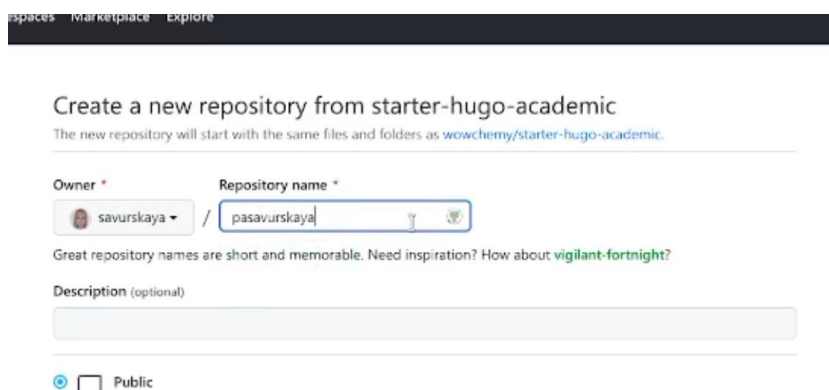 espaces Marketplace Explore
Create a new repository from starter-hugo-academic
The new repository will start with the same files and folders as wowchemy/starter-hugo-academic.
Owner * Repository name *
savurskaya / pasavurskaya
Great repository names are short and memorable. Need inspiration? How about vigilant-fortnight?
Description (optional)
Public